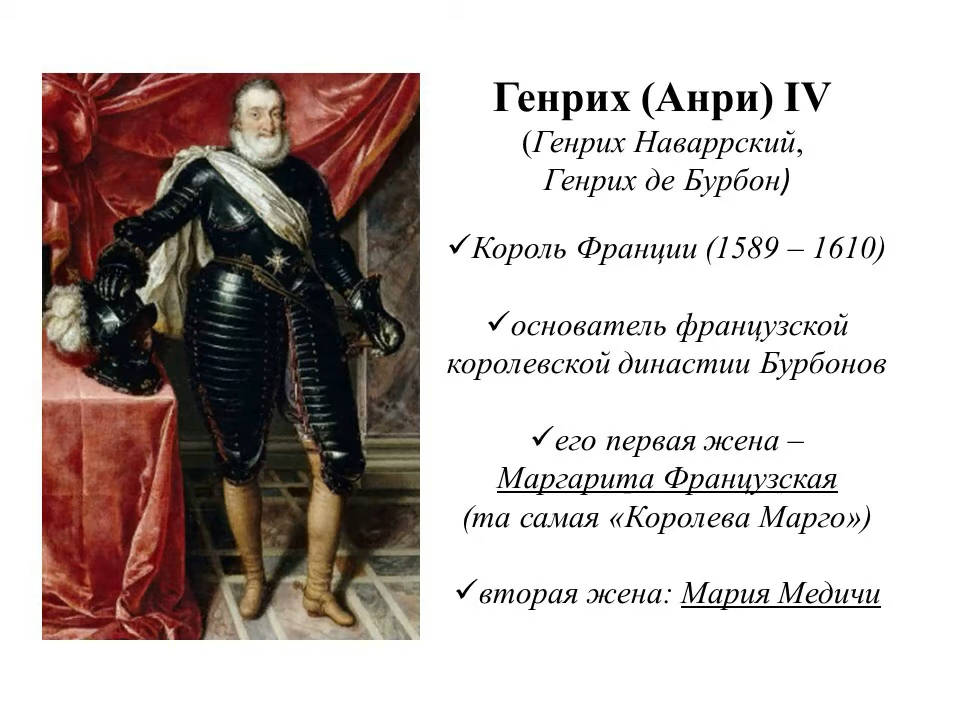 Генрих (Анри) IV
(Генрих Наваррский,
Генрих де Бурбон)
✓Король Франции (1589 – 1610)
✓основатель французской
королевской династии Бурбонов
✓его первая жена –
Маргарита Французская
(та самая «Королева Марго»)
✓вторая жена: Мария Медичи